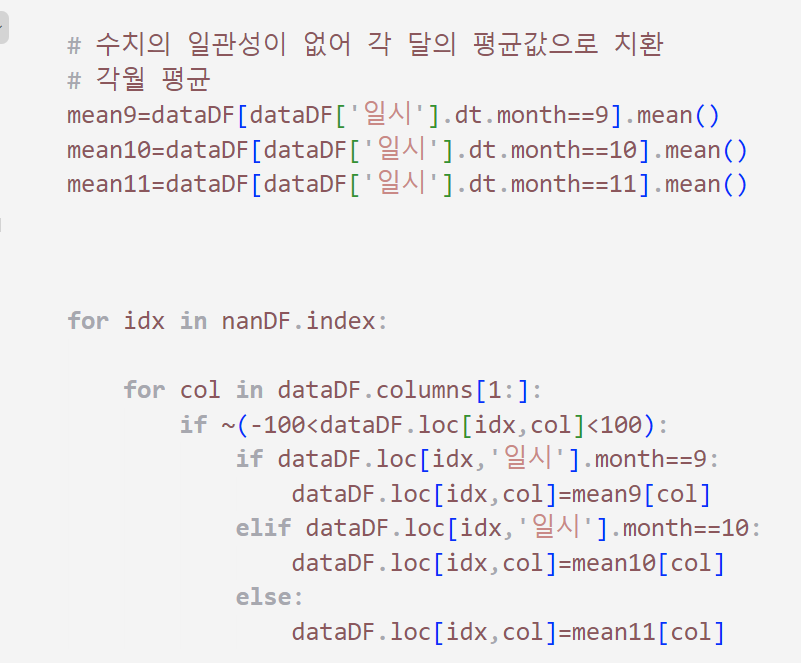 # 수치의 일관성이 없어 각 달의 평균값으로 치환
# 각월 평균
mean9=dataDF[dataDF['일시'].dt.month==9].mean()
mean10=dataDF[dataDF['일시'].dt.month==10].mean()
mean11=dataDF[dataDF['일시'].dt.month==11].mean()
for idx in nanDF.index:
for col in dataDF.columns[1:]:
if ~(-100<dataDF.loc[idx,col]<100):
if dataDF.loc[idx,'일시'].month==9:
dataDF.loc[idx,col]=mean9[col]
elif dataDF.loc[idx,'일시'].month==10:
dataDF.loc[idx,col]=mean10[col]
else:
dataDF.loc[idx,col]=mean11[col]